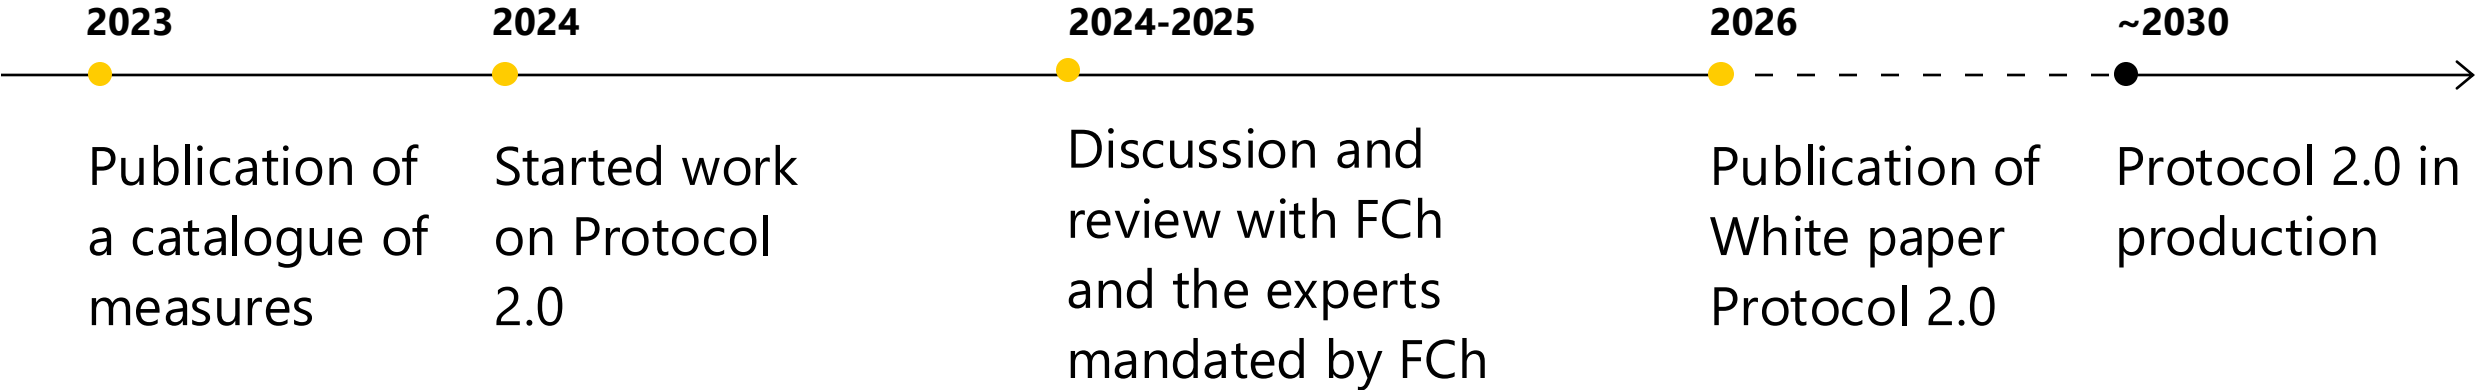 2023
Publication of
a catalogue of
measures
2024
Started work
on Protocol
2.0
2024-2025
Discussion and
review with FCh
and the experts
mandated by FCh
2026
Publication of
White paper
Protocol 2.0
~2030
Protocol 2.0 in
production